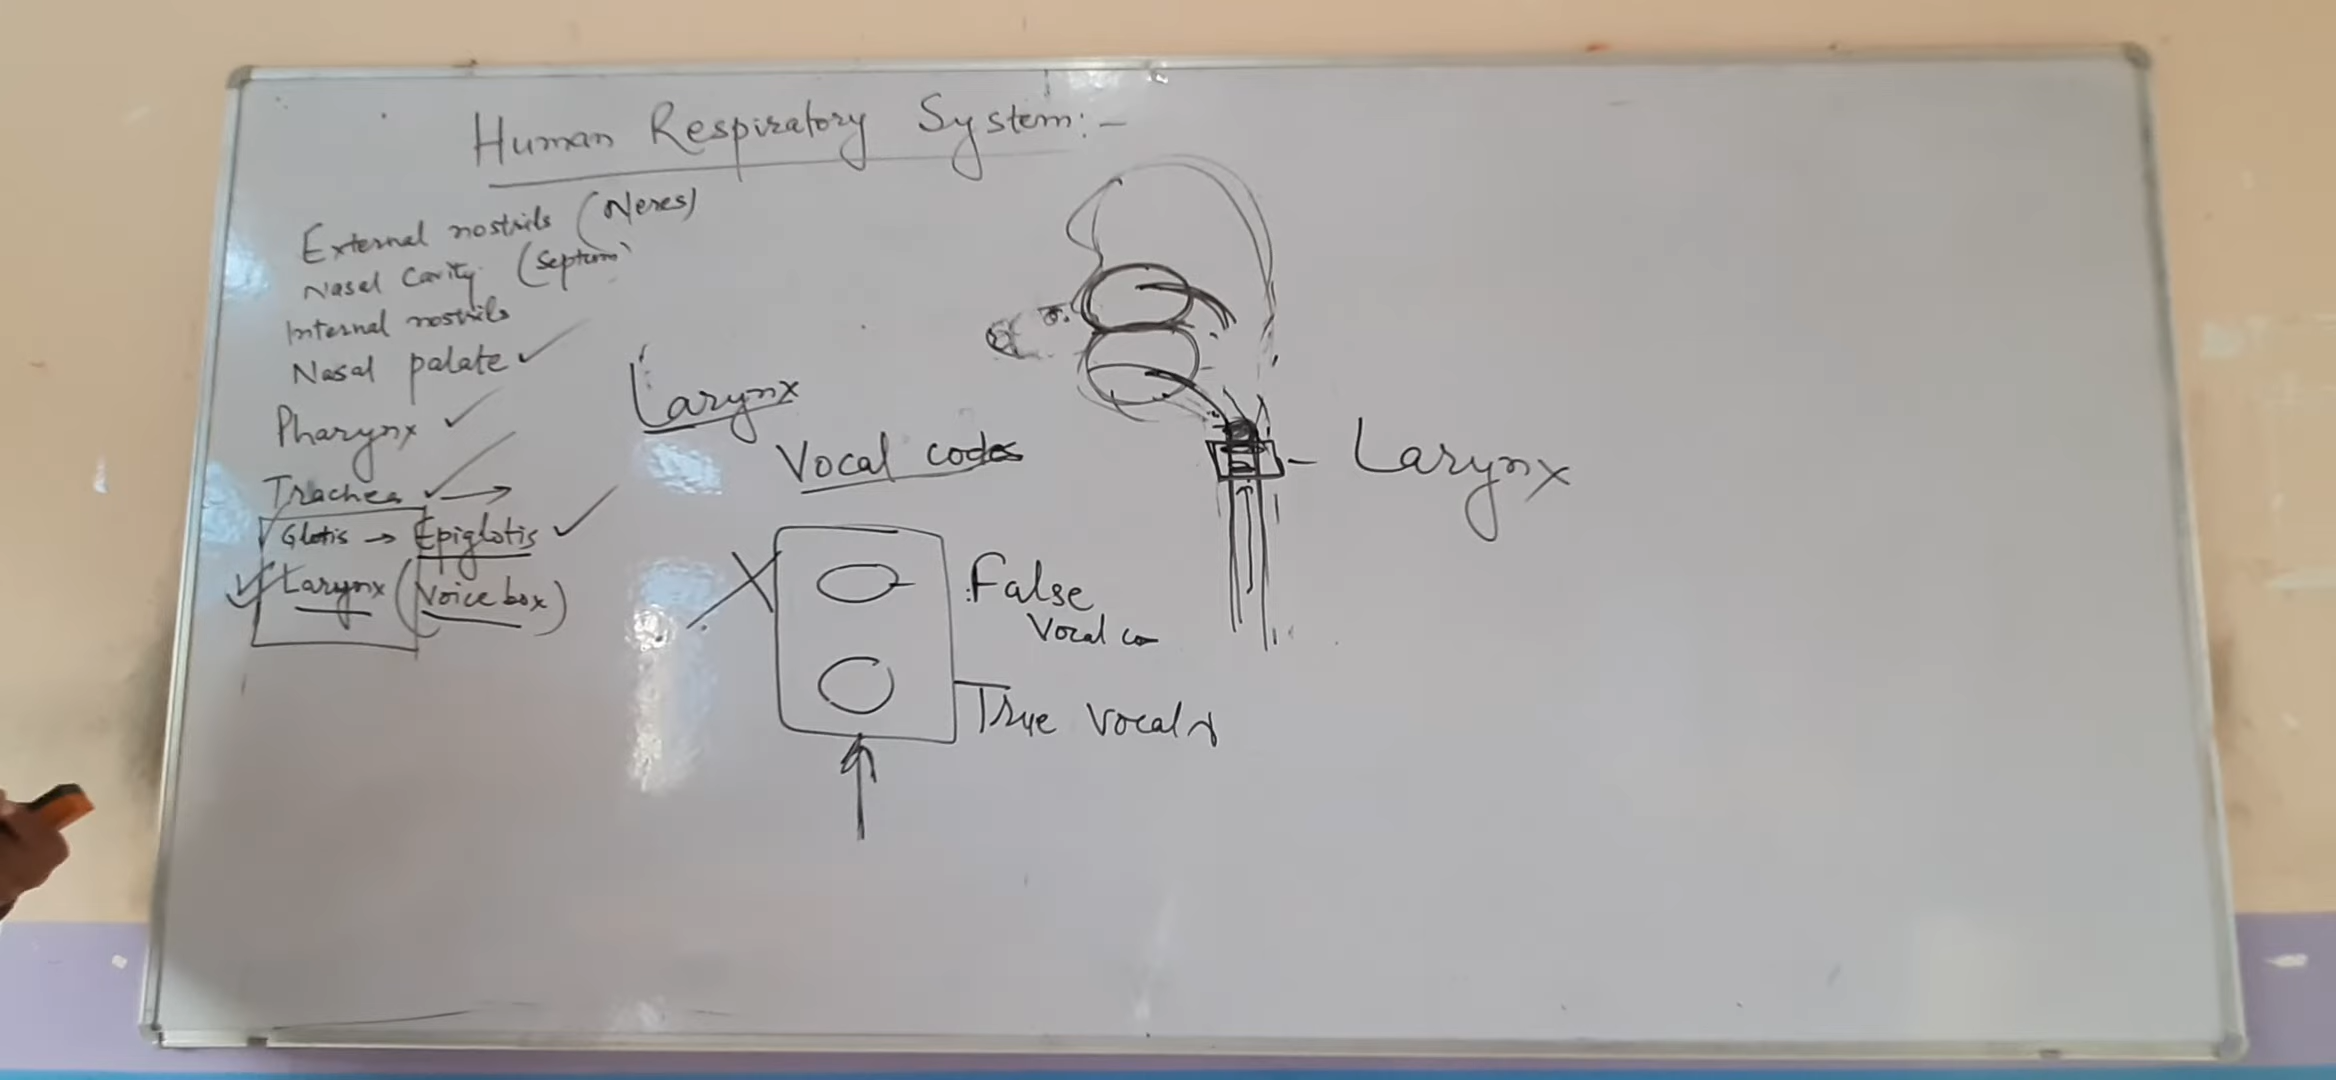 Human Respiratory System:-
External nostrils (Neres)
Nasal Cavity (Septum)
Internal nostrils
Nasal palate ✓
Pharynx ✓
Trachea ✓ →
Glotis → Epiglotis ✓
✓ Larynx (Voice box)
Larynx
Vocal codes
False
Vocal co
True Vocal
- Larynx